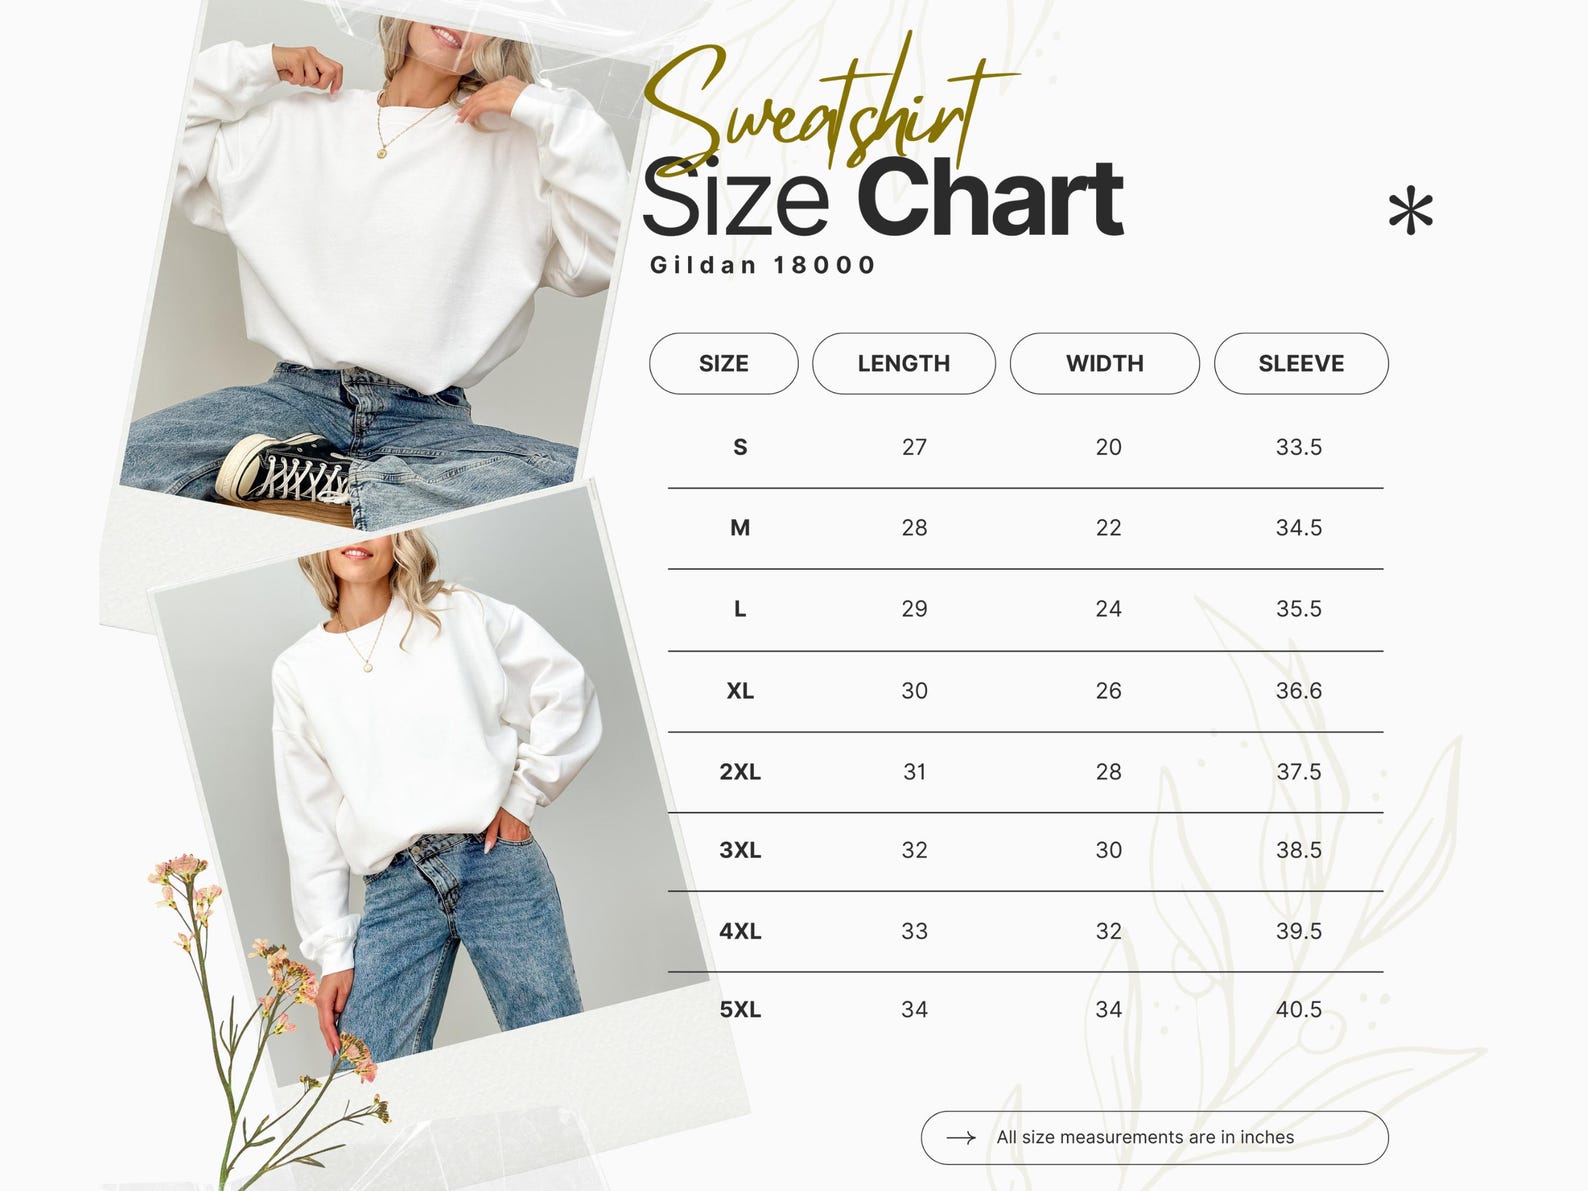 Sweatshirt
Size Chart
Gildan 18000
*
SIZE LENGTH WIDTH SLEEVE
S 27 20 33.5
M 28 22 34.5
L 29 24 35.5
XL 30 26 36.6
2XL 31 28 37.5
3XL 32 30 38.5
4XL 33 32 39.5
5XL 34 34 40.5
→ All size measurements are in inches